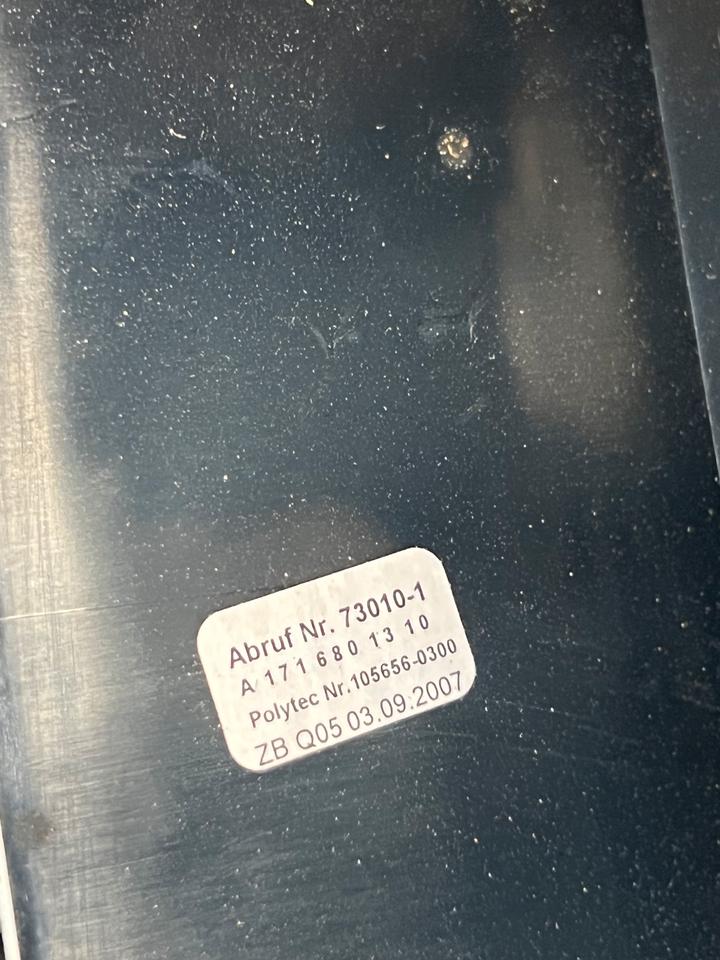 Abruf Nr. 73010-1
A 171 680 13 10
Polytec Nr.105656-0300
ZB Q05 03.09.2007